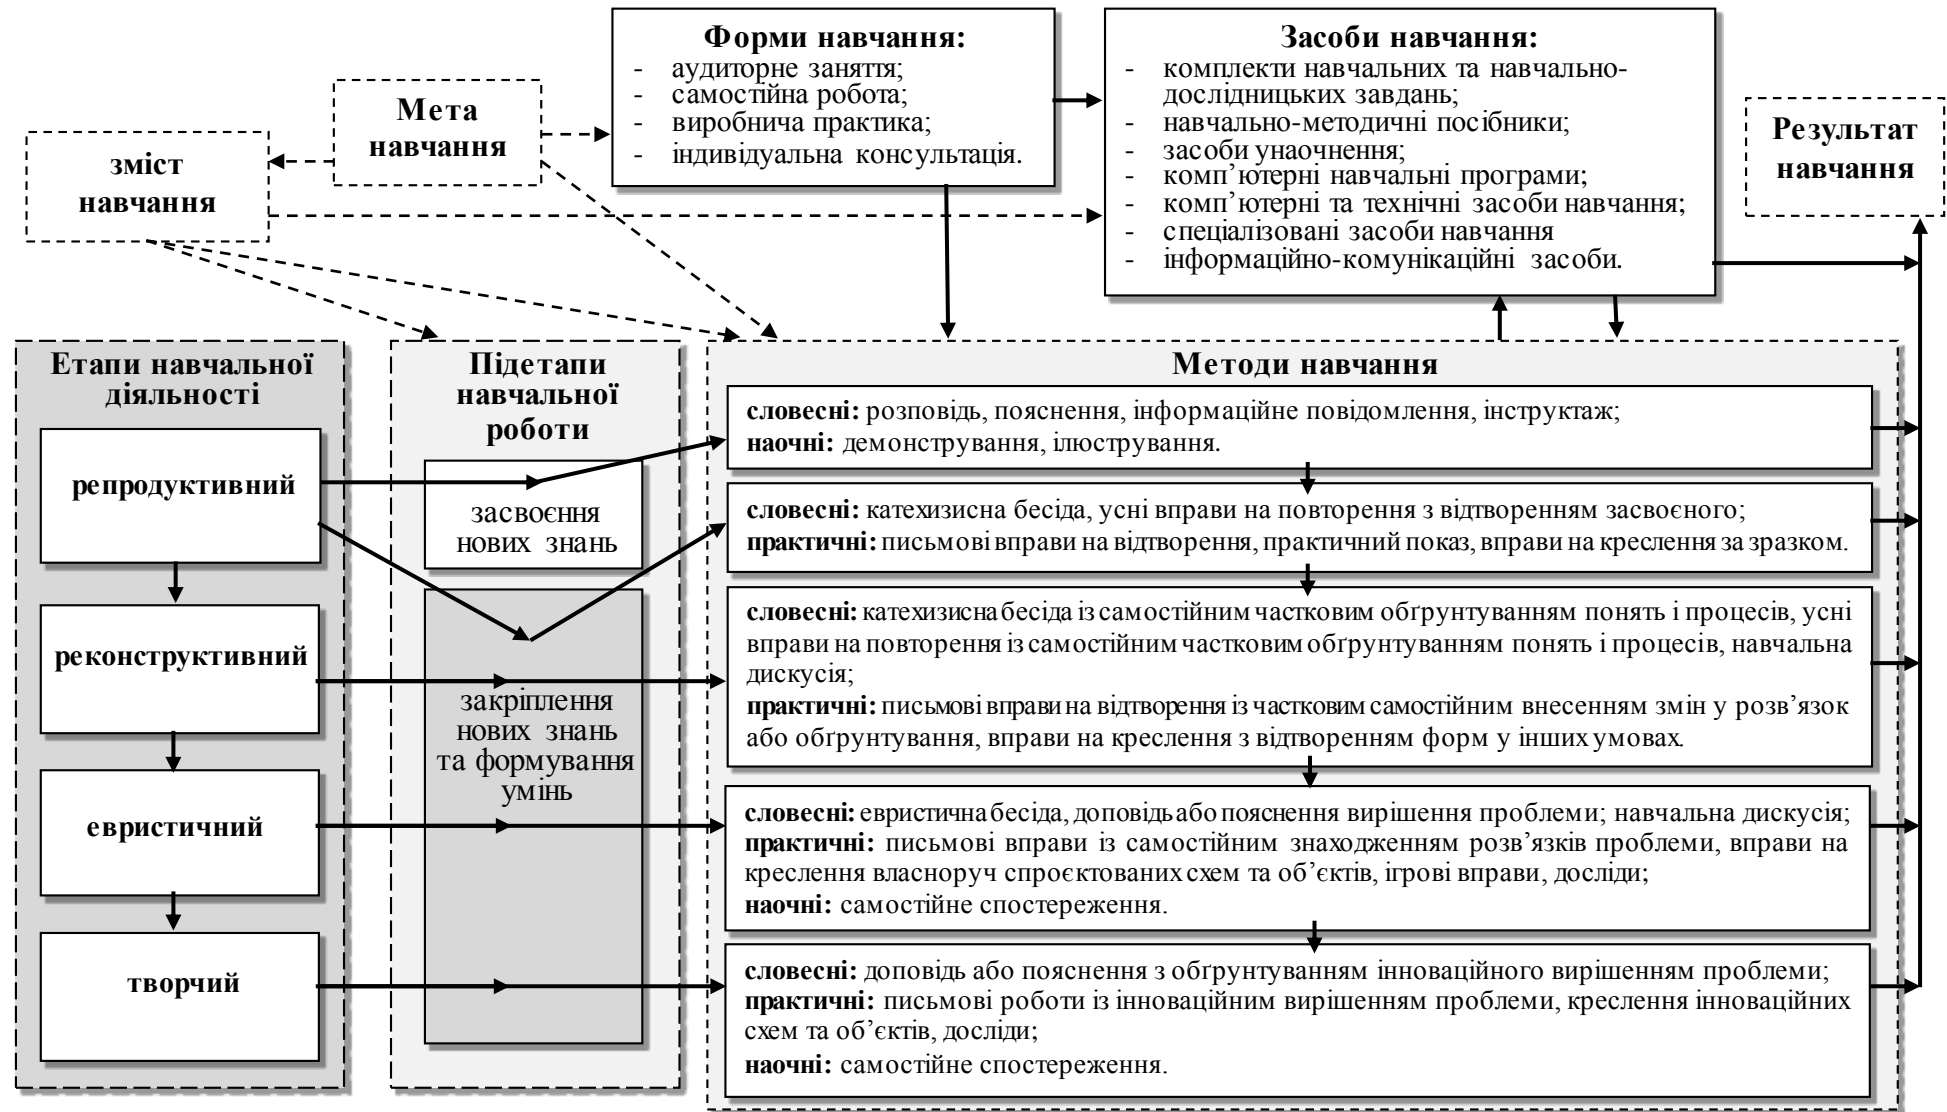 Форми навчання:
- аудиторне заняття;
- самостійна робота;
- виробнича практика;
- індивідуальна консультація.
Засоби навчання:
- комплекти навчальних та навчально-
дослідницьких завдань;
- навчально-методичні посібники;
- засоби унаочнення;
- комп’ютерні навчальні програми;
- комп’ютерні та технічні засоби навчання;
- спеціалізовані засоби навчання
- інформаційно-комунікаційні засоби.
Мета
навчання
зміст
навчання
Результат
навчання
Етапи навчальної
діяльності
репродуктивний
реконструктивний
евристичний
творчий
Підетапи
навчальної
роботи
засвоєння
нових знань
закріплення
нових знань
та формування
умінь
Методи навчання
словесні: розповідь, пояснення, інформаційне повідомлення, інструктаж;
наочні: демонстрування, ілюстрування.
словесні: катехизисна бесіда, усні вправи на повторення з відтворенням засвоєного;
практичні: письмові вправи на відтворення, практичний показ, вправи на креслення за зразком.
словесні: катехизисна бесіда із самостійним частковим обґрунтуванням понять і процесів, усні
вправи на повторення із самостійним частковим обґрунтуванням понять і процесів, навчальна
дискусія;
практичні: письмові вправи на відтворення із частковим самостійним внесенням змін у розв’язок
або обґрунтування, вправи на креслення з відтворенням форм у інших умовах.
словесні: евристична бесіда, доповідь або пояснення вирішення проблеми; навчальна дискусія;
практичні: письмові вправи із самостійним знаходженням розв’язків проблеми, вправи на
креслення власноруч спроєктованих схем та об’єктів, ігрові вправи, досліди;
наочні: самостійне спостереження.
словесні: доповідь або пояснення з обґрунтуванням інноваційного вирішенням проблеми;
практичні: письмові роботи із інноваційним вирішенням проблеми, креслення інноваційних
схем та об’єктів, досліди;
наочні: самостійне спостереження.